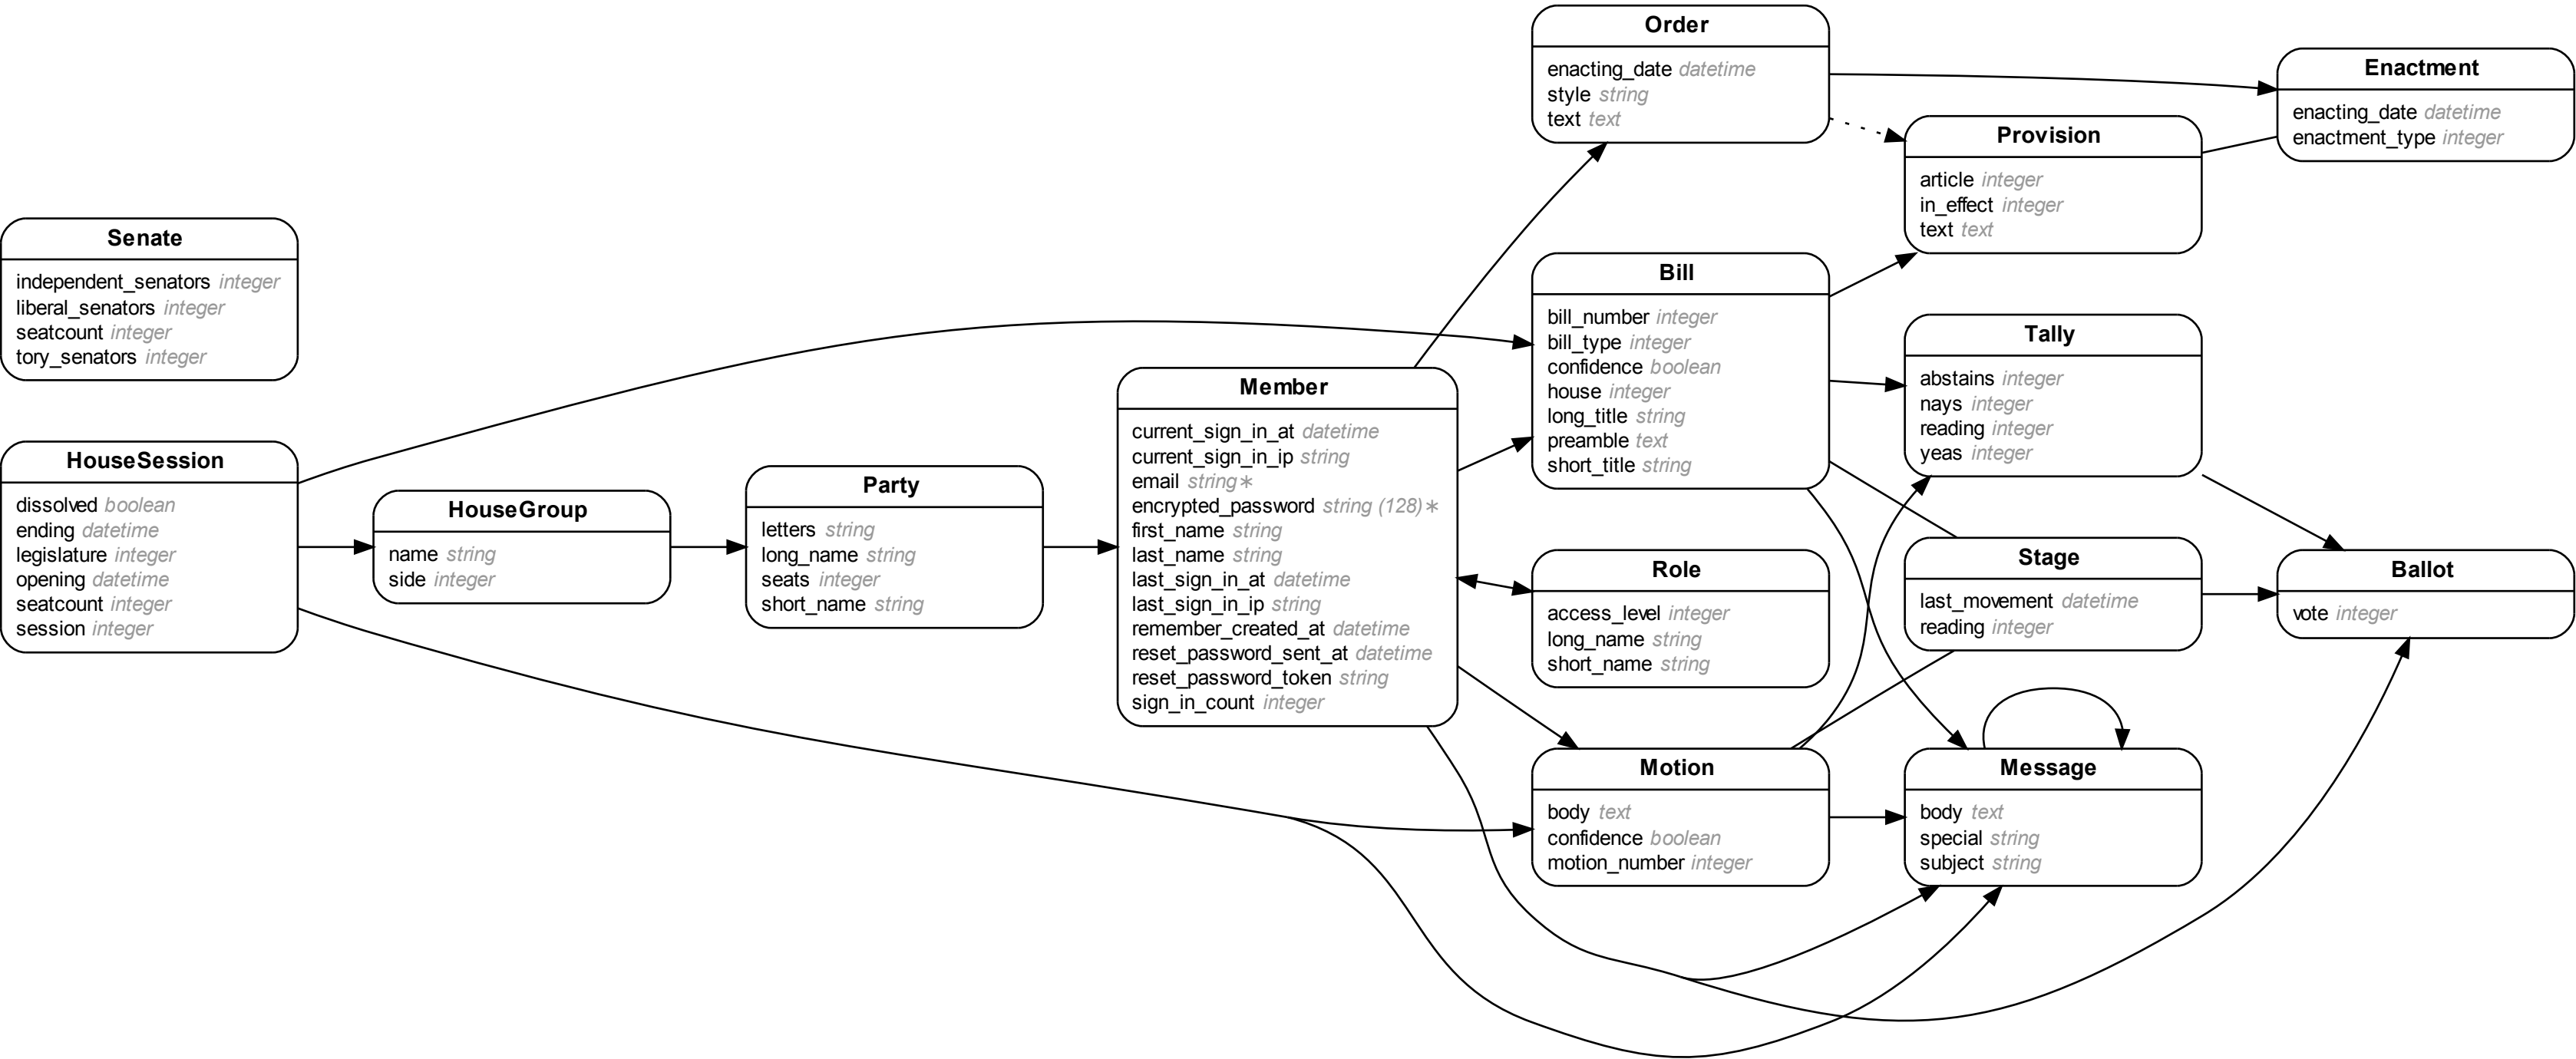 Order
enacting_date datetime
style string
text text
Enactment
enacting_date datetime
enactment_type integer
Provision
article integer
in_effect integer
text text
Senate
independent_senators integer
liberal_senators integer
seatcount integer
tory_senators integer
Bill
bill_number integer
bill_type integer
confidence boolean
house integer
long_title string
preamble text
short_title string
Tally
abstains integer
nays integer
reading integer
yeas integer
Member
current_sign_in_at datetime
current_sign_in_ip string
email string∗
encrypted_password string (128)∗
first_name string
last_name string
last_sign_in_at datetime
last_sign_in_ip string
remember_created_at datetime
reset_password_sent_at datetime
reset_password_token string
sign_in_count integer
HouseSession
dissolved boolean
ending datetime
legislature integer
opening datetime
seatcount integer
session integer
HouseGroup
name string
side integer
Party
letters string
long_name string
seats integer
short_name string
Role
access_level integer
long_name string
short_name string
Stage
last_movement datetime
reading integer
Ballot
vote integer
Motion
body text
confidence boolean
motion_number integer
Message
body text
special string
subject string